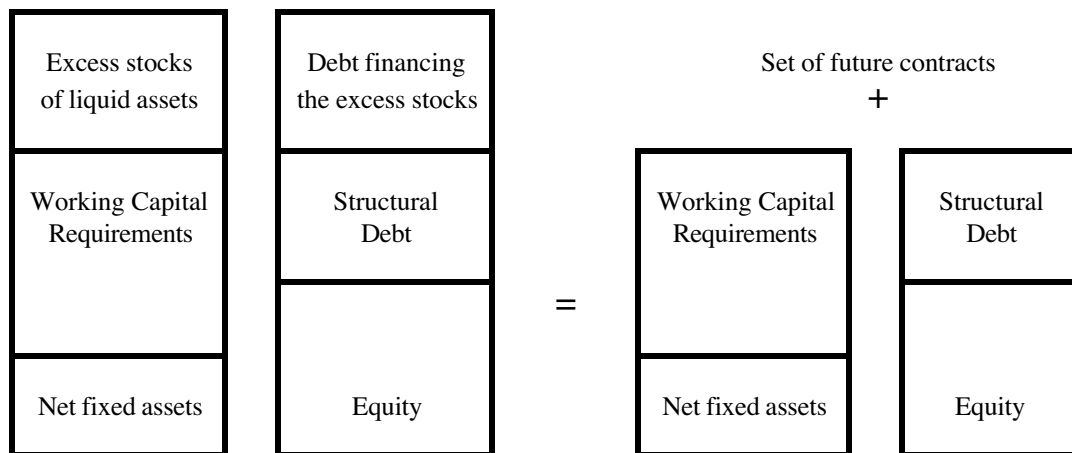 Excess stocks
of liquid assets
Debt financing
the excess stocks
Set of future contracts
+
Working Capital
Requirements
Structural
Debt
Working Capital
Requirements
Structural
Debt
=
Net fixed assets
Equity
Net fixed assets
Equity